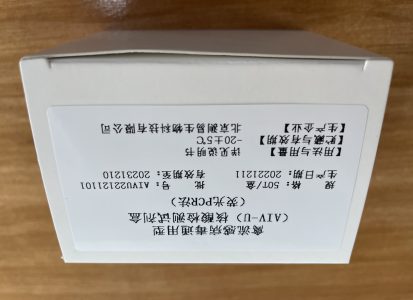 禽流感病毒通用型
(AIV-U) 核酸检测试剂盒
(荧光PCR法)
规 格: 50T/盒 批 号: AIVU22121101
生产日期: 20221211 有效期至: 20231210
【用法与用量】 详见说明书
【贮藏与有效期】 -20±5℃
【生产企业】 北京测易生物科技有限公司